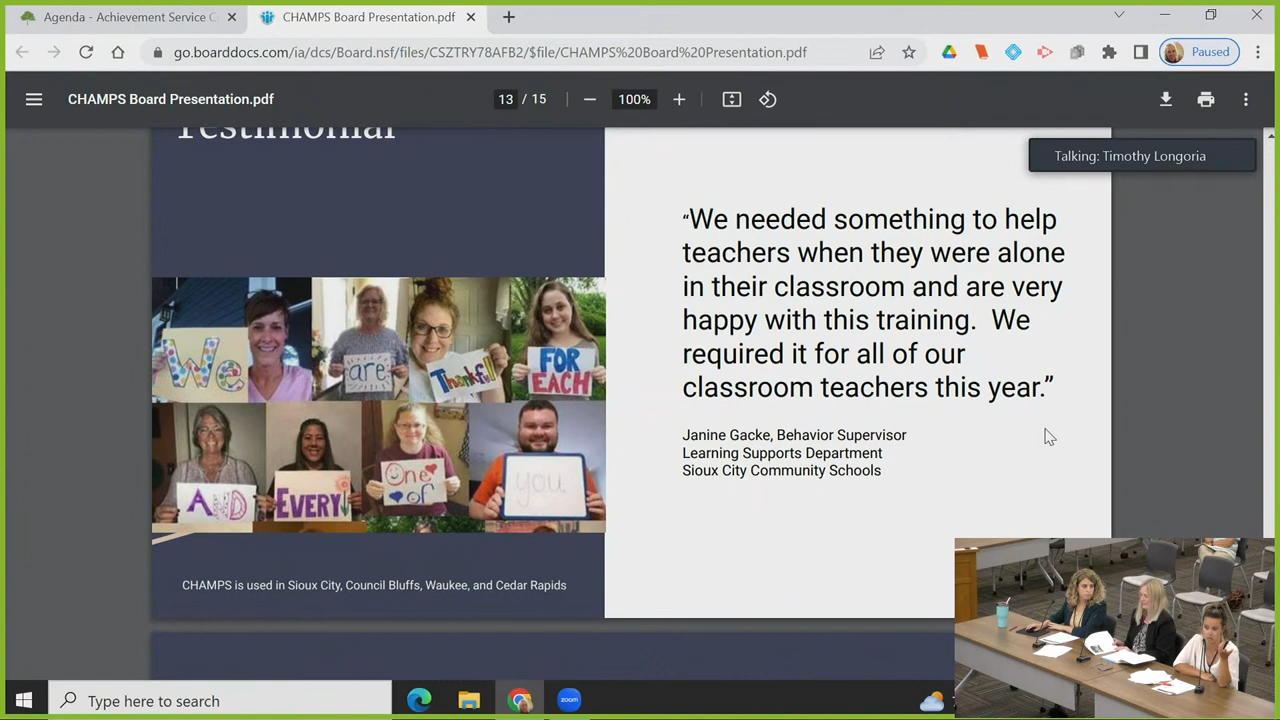 Agenda - Achievement Service C
CHAMPS Board Presentation.pdf
go.boarddocs.com/ia/dcs/Board.nsf/files/CSZTRY78AFB2/$file/CHAMPS%20Board%20Presentation.pdf
Paused
CHAMPS Board Presentation.pdf
13 / 15
100%
Talking: Timothy Longoria
Testimonial
“We needed something to help
teachers when they were alone
in their classroom and are very
happy with this training. We
required it for all of our
classroom teachers this year.”
Janine Gacke, Behavior Supervisor
Learning Supports Department
Sioux City Community Schools
We
are
Thankful
FOR
EACH
AND
EVERY
One
of
you
CHAMPS is used in Sioux City, Council Bluffs, Waukee, and Cedar Rapids
Type here to search
zoom